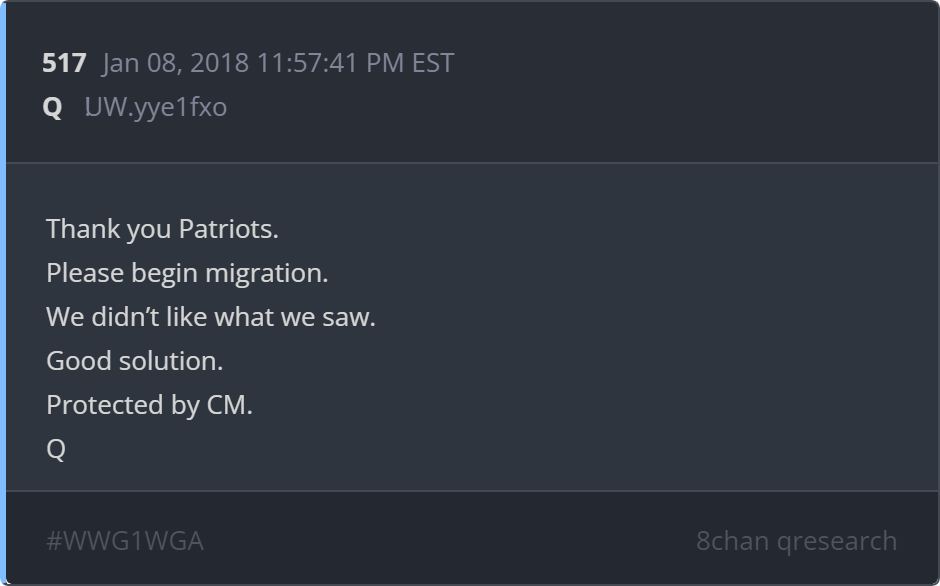 517 Jan 08, 2018 11:57:41 PM EST
Q !UW.yye1fxo
Thank you Patriots.
Please begin migration.
We didn’t like what we saw.
Good solution.
Protected by CM.
Q
#WWG1WGA 8chan qresearch